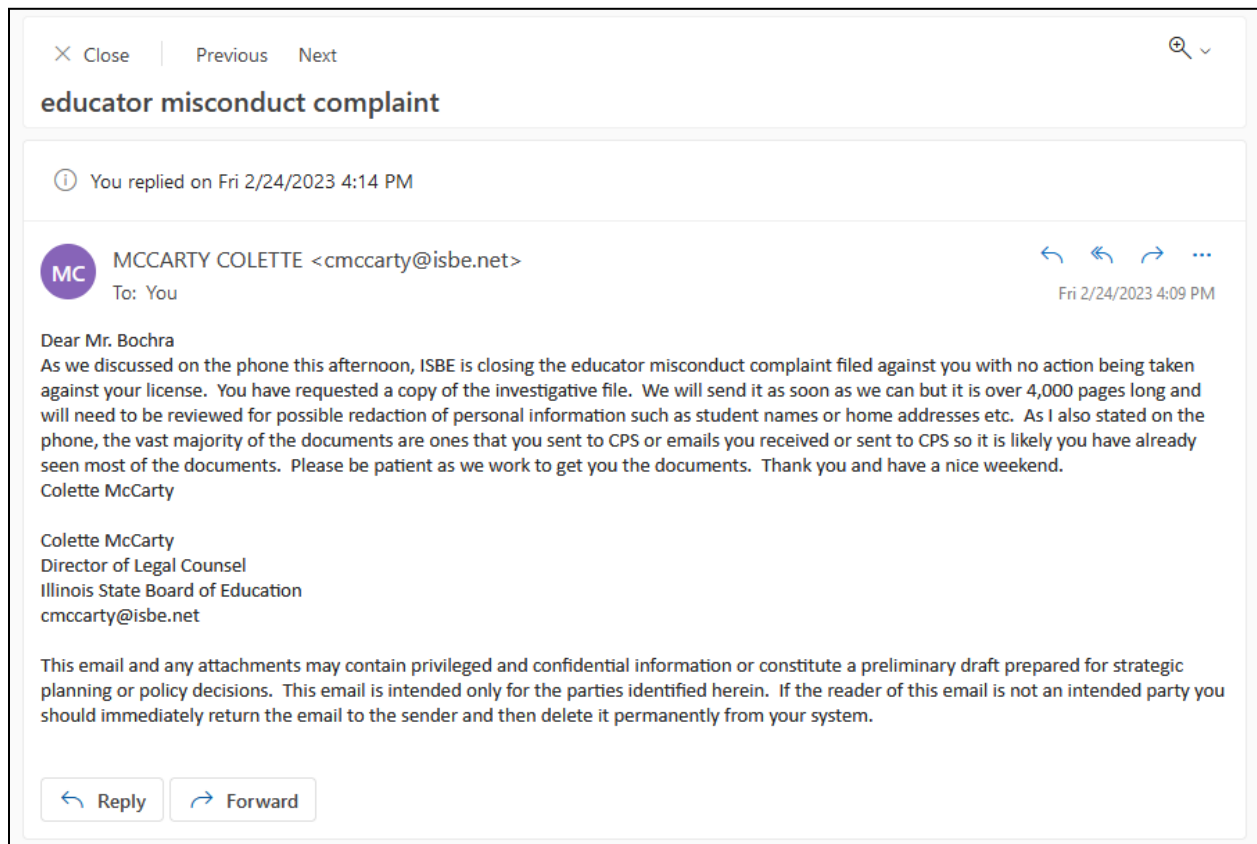 Close Previous Next
educator misconduct complaint
You replied on Fri 2/24/2023 4:14 PM
MC
MCCARTY COLETTE <cmccarty@isbe.net>
To: You
Fri 2/24/2023 4:09 PM
Dear Mr. Bochra
As we discussed on the phone this afternoon, ISBE is closing the educator misconduct complaint filed against you with no action being taken
against your license. You have requested a copy of the investigative file. We will send it as soon as we can but it is over 4,000 pages long and
will need to be reviewed for possible redaction of personal information such as student names or home addresses etc. As I also stated on the
phone, the vast majority of the documents are ones that you sent to CPS or emails you received or sent to CPS so it is likely you have already
seen most of the documents. Please be patient as we work to get you the documents. Thank you and have a nice weekend.
Colette McCarty
Colette McCarty
Director of Legal Counsel
Illinois State Board of Education
cmccarty@isbe.net
This email and any attachments may contain privileged and confidential information or constitute a preliminary draft prepared for strategic
planning or policy decisions. This email is intended only for the parties identified herein. If the reader of this email is not an intended party you
should immediately return the email to the sender and then delete it permanently from your system.
Reply Forward